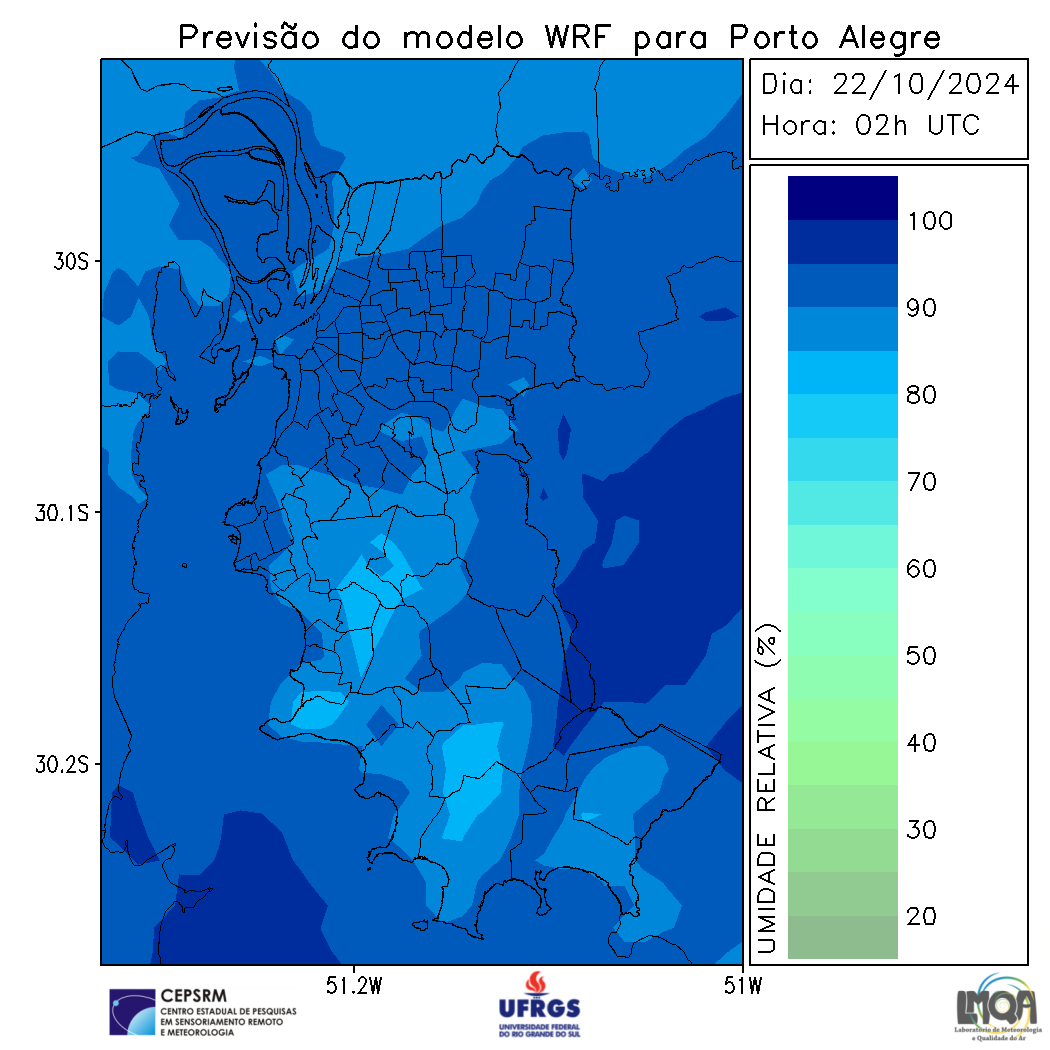 Previsão do modelo WRF para Porto Alegre
Dia: 22/10/2024
Hora: 02h UTC
30S
30.1S
30.2S
51.2W
51W
UMIDADE RELATIVA (%)
100
90
80
70
60
50
40
30
20
CEPSRM
CENTRO ESTADUAL DE PESQUISAS
EM SENSORIAMENTO REMOTO
E METEOROLOGIA
UFRGS
UNIVERSIDADE FEDERAL
DO RIO GRANDE DO SUL
LMQA
Laboratório de Meteorologia
e Qualidade do Ar